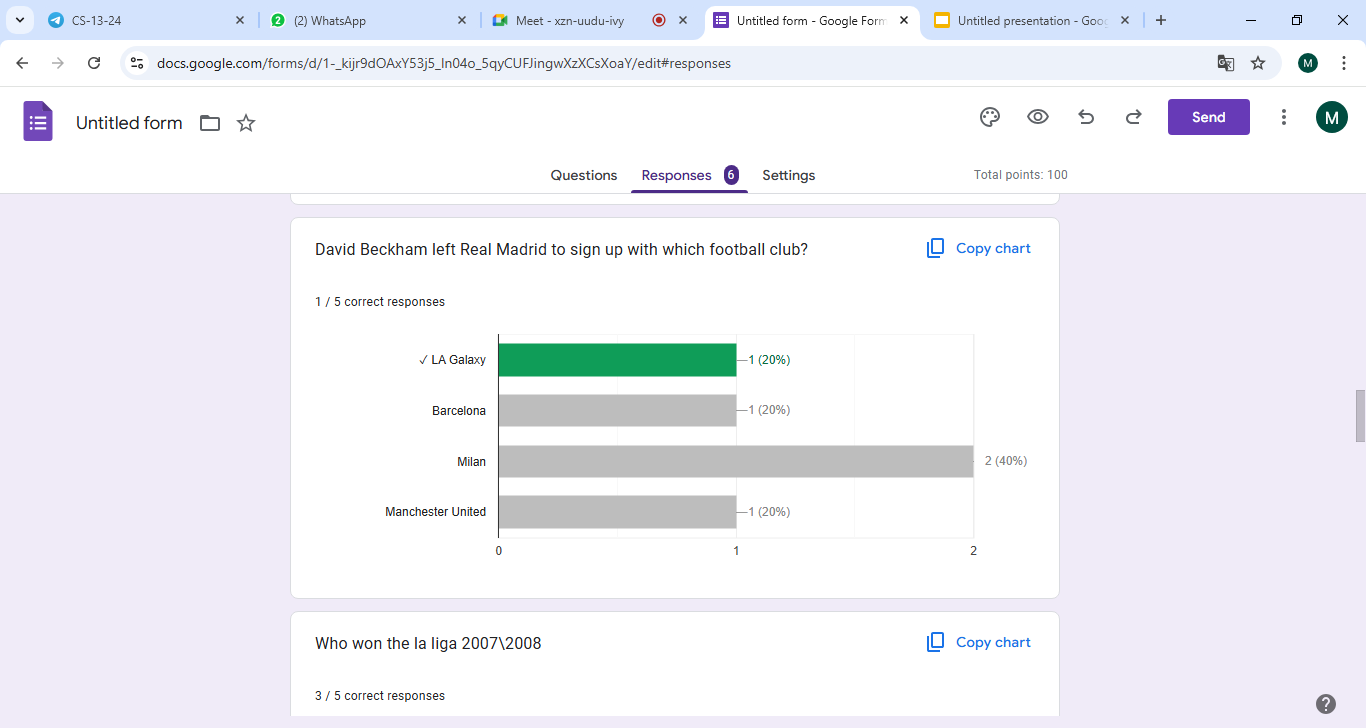 CS-13-24
2
(2) WhatsApp
Meet - xzn-uudu-ivy
Untitled form - Google Form
Untitled presentation - Goog
docs.google.com/forms/d/1-_kijr9dOAxY53j5_In04o_5qyCUFJingwXzXCsXoaY/edit#responses
M
Untitled form
Send
M
Questions
Responses
6
Settings
Total points: 100
David Beckham left Real Madrid to sign up with which football club?
Copy chart
1 / 5 correct responses
✓ LA Galaxy
1 (20%)
Barcelona
1 (20%)
Milan
2 (40%)
Manchester United
1 (20%)
0
1
2
Who won the la liga 2007\2008
Copy chart
3 / 5 correct responses